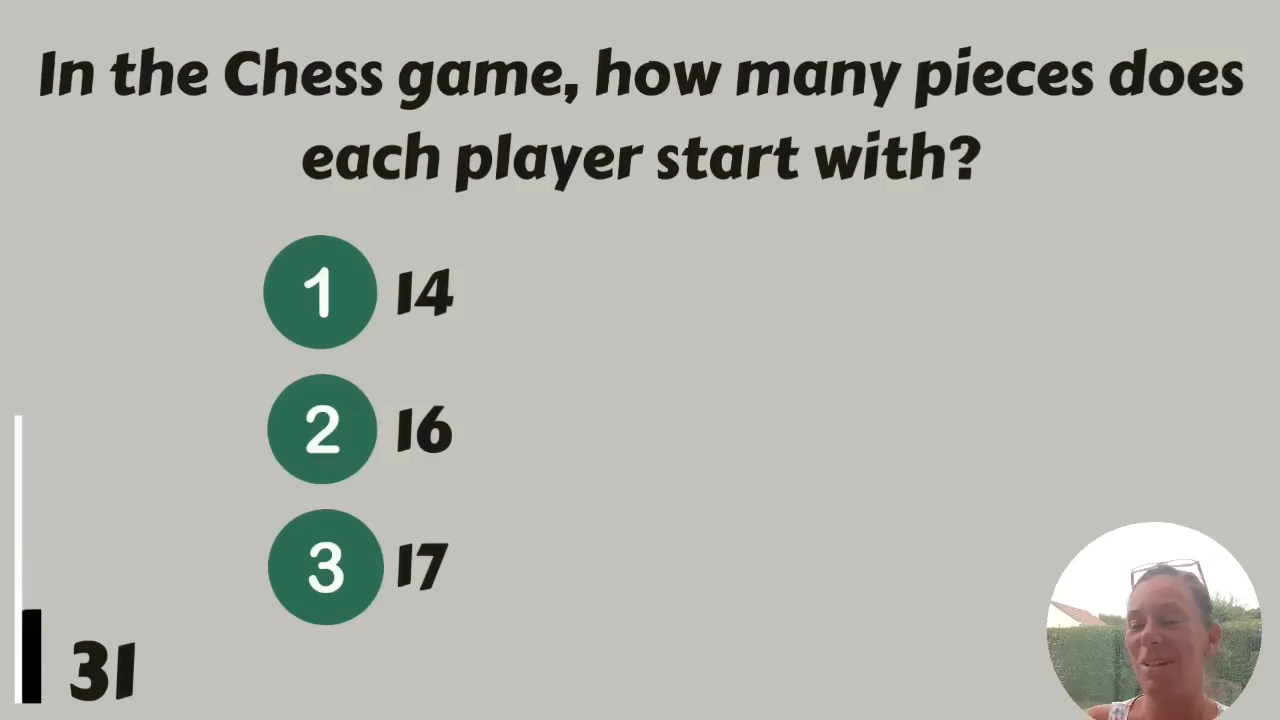 In the Chess game, how many pieces does
each player start with?
1 14
2 16
3 17
31